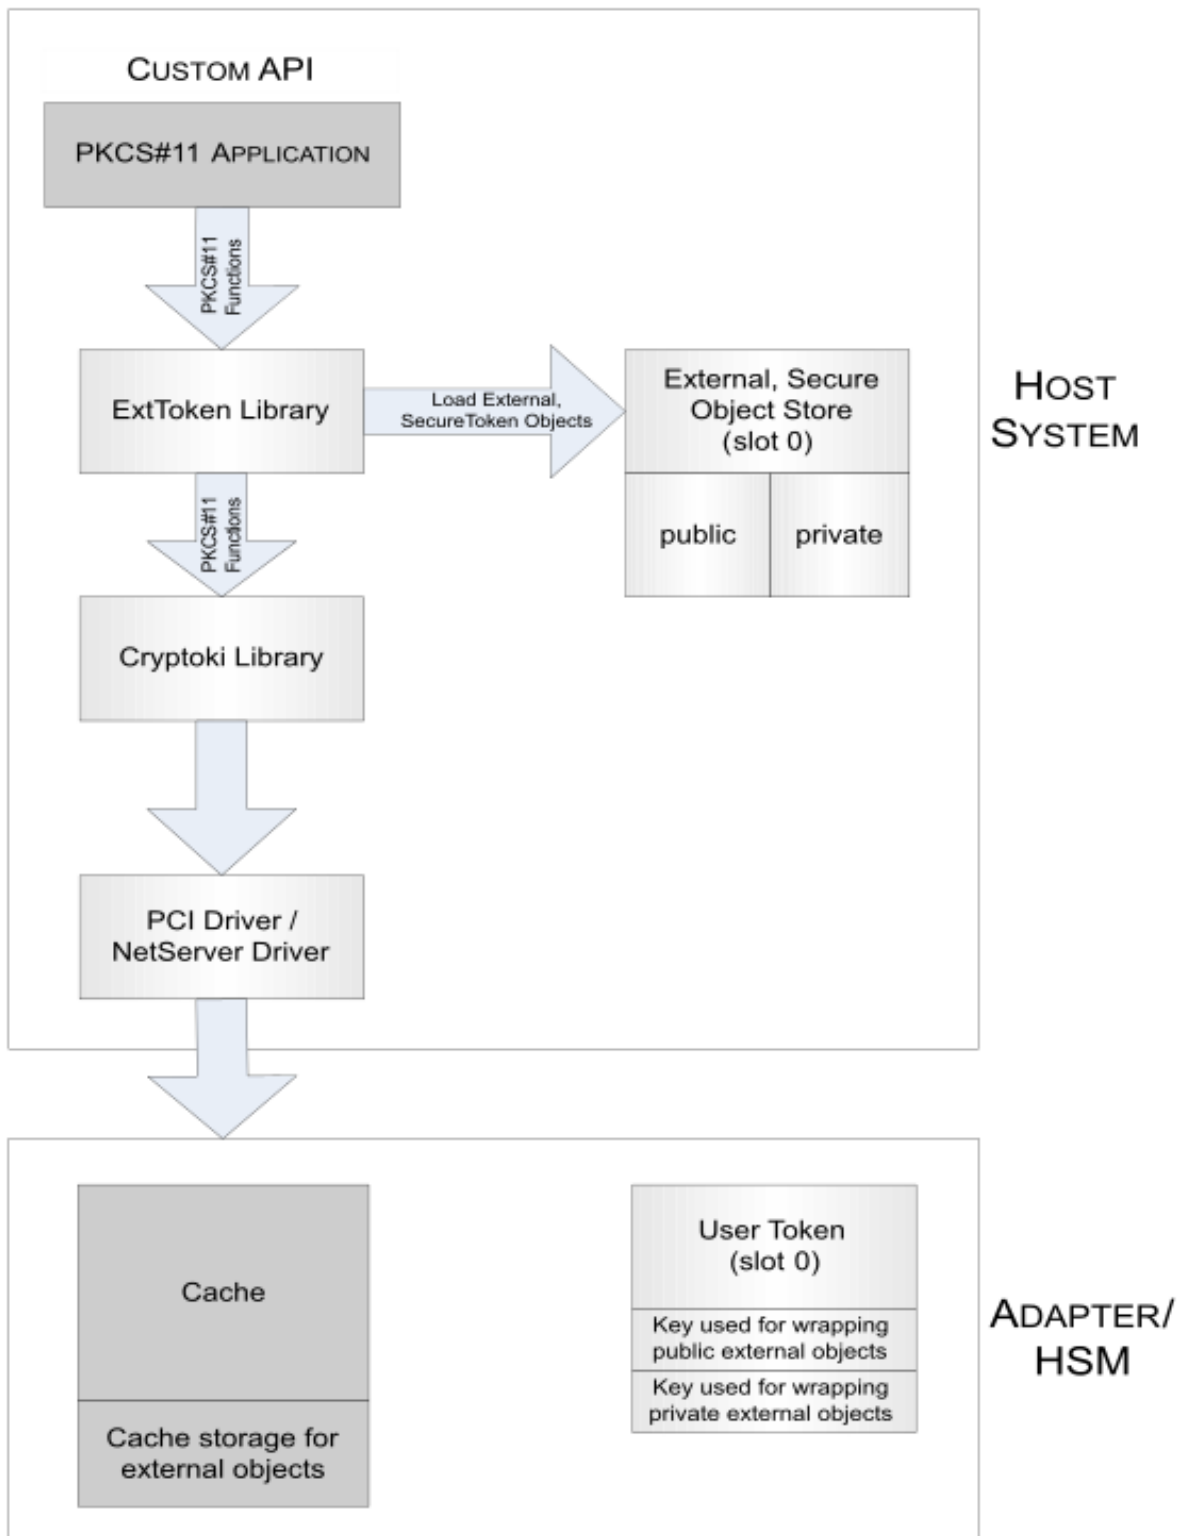 CUSTOM API
PKCS#11 APPLICATION
PKCS#11
Functions
ExtToken Library
Load External,
SecureToken Objects
External, Secure
Object Store
(slot 0)
public
private
HOST
SYSTEM
PKCS#11
Functions
Cryptoki Library
PCI Driver /
NetServer Driver
Cache
Cache storage for
external objects
User Token
(slot 0)
Key used for wrapping
public external objects
Key used for wrapping
private external objects
ADAPTER/
HSM